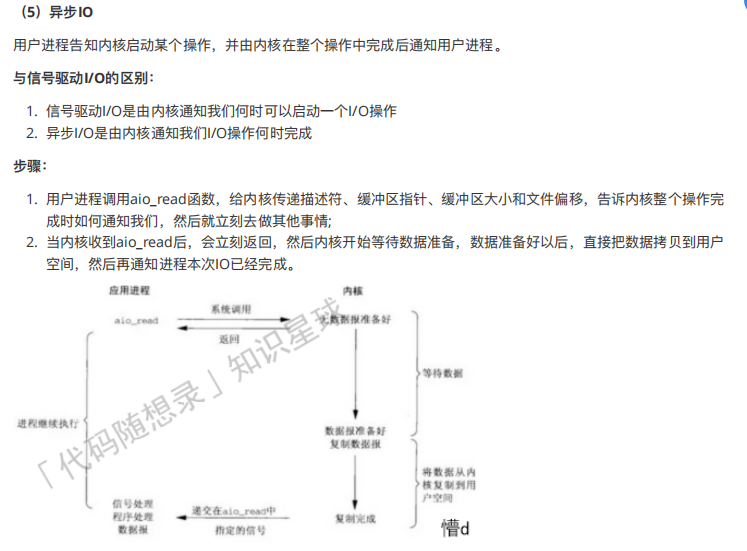 （5）异步IO
用户进程告知内核启动某个操作，并由内核在整个操作中完成后通知用户进程。
与信号驱动I/O的区别：
1. 信号驱动I/O是由内核通知我们何时可以启动一个I/O操作
2. 异步I/O是由内核通知我们I/O操作何时完成
步骤：
1. 用户进程调用aio_read函数，给内核传递描述符、缓冲区指针、缓冲区大小和文件偏移，告诉内核整个操作完
成时如何通知我们，然后就立刻去做其他事情;
2. 当内核收到aio_read后，会立刻返回，然后内核开始等待数据准备，数据准备好以后，直接把数据拷贝到用户
空间，然后再通知进程本次IO已经完成。
应用进程
内核
aio_read
系统调用
返回
无数据报准备好
等待数据
进程继续执行
数据报准备好
复制数据报
将数据从内
核复制到用
户空间
信号处理
程序处理
数据报
递交在aio_read中
指定的信号
复制完成
懵d
「代码随想录」知识星球